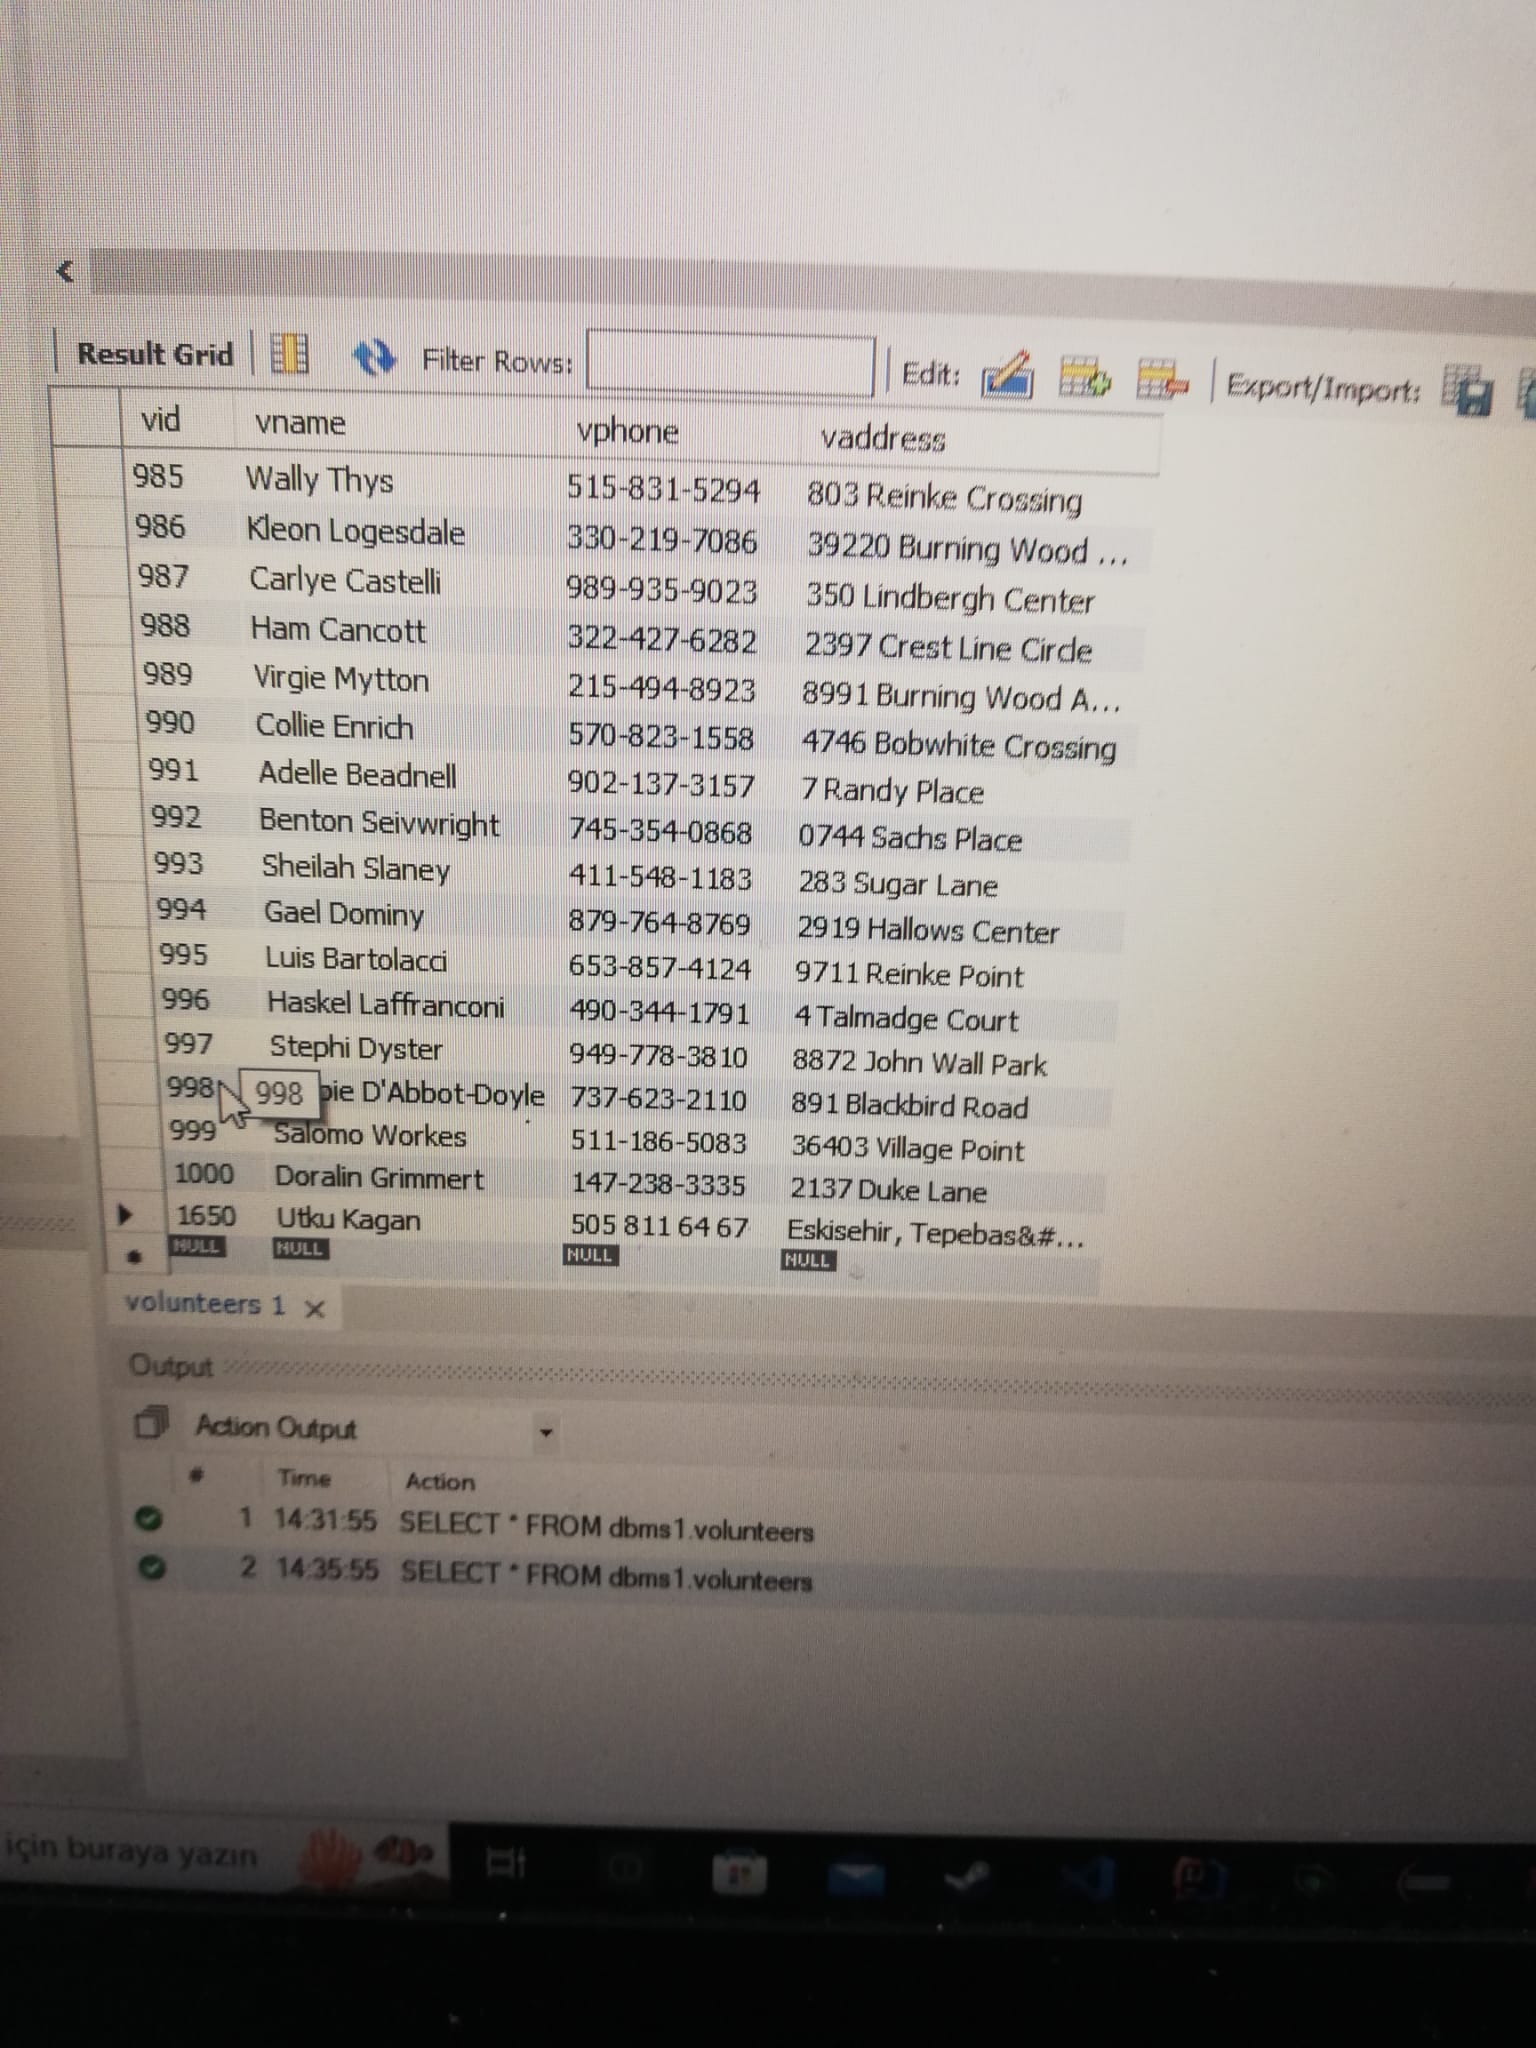 Result Grid Filter Rows: Edit: Export/Import:
vid vname vphone vaddress
985 Wally Thys 515-831-5294 803 Reinke Crossing
986 Kleon Logesdale 330-219-7086 39220 Burning Wood ...
987 Carlye Castelli 989-935-9023 350 Lindbergh Center
988 Ham Cancott 322-427-6282 2397 Crest Line Circle
989 Virgie Mytton 215-494-8923 8991 Burning Wood A...
990 Collie Enrich 570-823-1558 4746 Bobwhite Crossing
991 Adelle Beadnell 902-137-3157 7 Randy Place
992 Benton Seivwright 745-354-0868 0744 Sachs Place
993 Sheilah Slaney 411-548-1183 283 Sugar Lane
994 Gael Dominy 879-764-8769 2919 Hallows Center
995 Luis Bartolacci 653-857-4124 9711 Reinke Point
996 Haskel Laffranconi 490-344-1791 4 Talmadge Court
997 Stephi Dyster 949-778-3810 8872 John Wall Park
998 998 bie D'Abbot-Doyle 737-623-2110 891 Blackbird Road
999 Salomo Workes 511-186-5083 36403 Village Point
1000 Doralin Grimmert 147-238-3335 2137 Duke Lane
1650 Utku Kagan 505 811 64 67 Eskisehir, Tepebas&#...
NULL NULL NULL NULL
volunteers 1
Output
Action Output
# Time Action
1 14:31:55 SELECT * FROM dbms1.volunteers
2 14:35:55 SELECT * FROM dbms1.volunteers
için buraya yazın